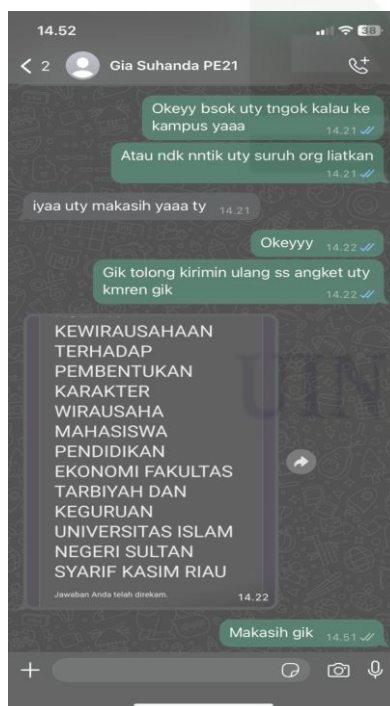 14.52
38
2
Gia Suhanda PE21
Okeyy bsok uty tngok kalau ke
kampus yaaa
14.21
Atau ndk nntik uty suruh org liatkan
14.21
iyaa uty makasih yaaa ty 14.21
Okeyyy 14.22
Gik tolong kirimin ulang ss angket uty
kmren gik
14.22
KEWIRAUSAHAAN
TERHADAP
PEMBENTUKAN
KARAKTER
WIRAUSAHA
MAHASISWA
PENDIDIKAN
EKONOMI FAKULTAS
TARBIYAH DAN
KEGURUAN
UNIVERSITAS ISLAM
NEGERI SULTAN
SYARIF KASIM RIAU
Jawaban Anda telah direkam.
14.22
UIN
Makasih gik 14.51